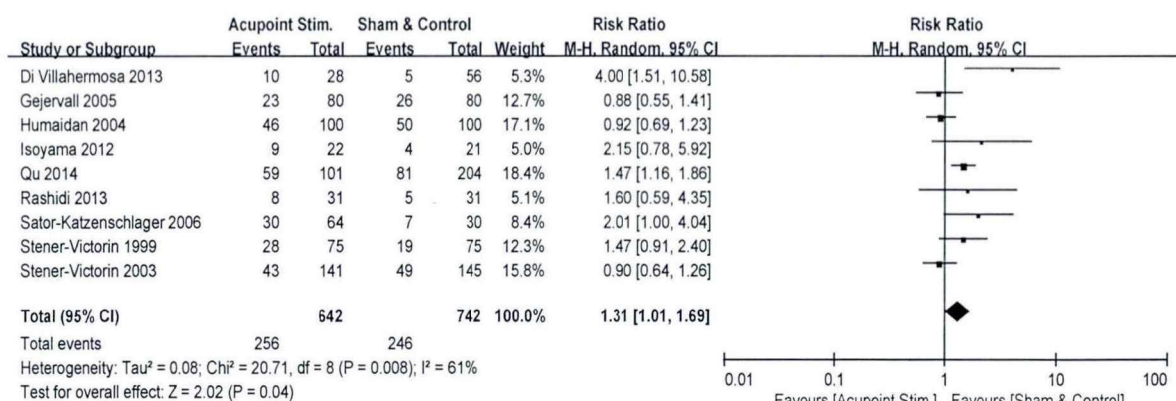 Acupoint Stim. Sham & Control Risk Ratio Risk Ratio
Study or Subgroup Events Total Events Total Weight M-H, Random, 95% CI M-H, Random, 95% CI
Di Villahermosa 2013 10 28 5 56 5.3% 4.00 [1.51, 10.58]
Gejervall 2005 23 80 26 80 12.7% 0.88 [0.55, 1.41]
Humaidan 2004 46 100 50 100 17.1% 0.92 [0.69, 1.23]
Isoyama 2012 9 22 4 21 5.0% 2.15 [0.78, 5.92]
Qu 2014 59 101 81 204 18.4% 1.47 [1.16, 1.86]
Rashidi 2013 8 31 5 31 5.1% 1.60 [0.59, 4.35]
Sator-Katzenschlager 2006 30 64 7 30 8.4% 2.01 [1.00, 4.04]
Stener-Victorin 1999 28 75 19 75 12.3% 1.47 [0.91, 2.40]
Stener-Victorin 2003 43 141 49 145 15.8% 0.90 [0.64, 1.26]
Total (95% CI) 642 742 100.0% 1.31 [1.01, 1.69]
Total events 256 246
Heterogeneity: Tau² = 0.08; Chi² = 20.71, df = 8 (P = 0.008); I² = 61%
Test for overall effect: Z = 2.02 (P = 0.04)
0.01 0.1 1 10 100
Favours [Acupoint Stim.] Favours [Sham & Control]